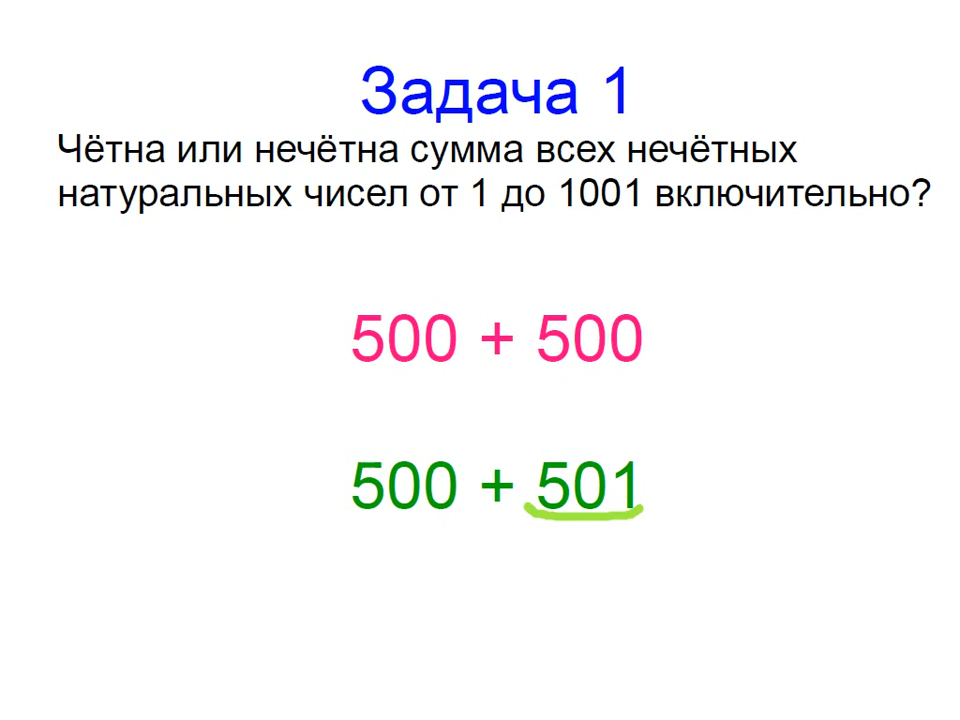 Задача 1
Чётна или нечётна сумма всех нечётных
натуральных чисел от 1 до 1001 включительно?
500 + 500
500 + 501